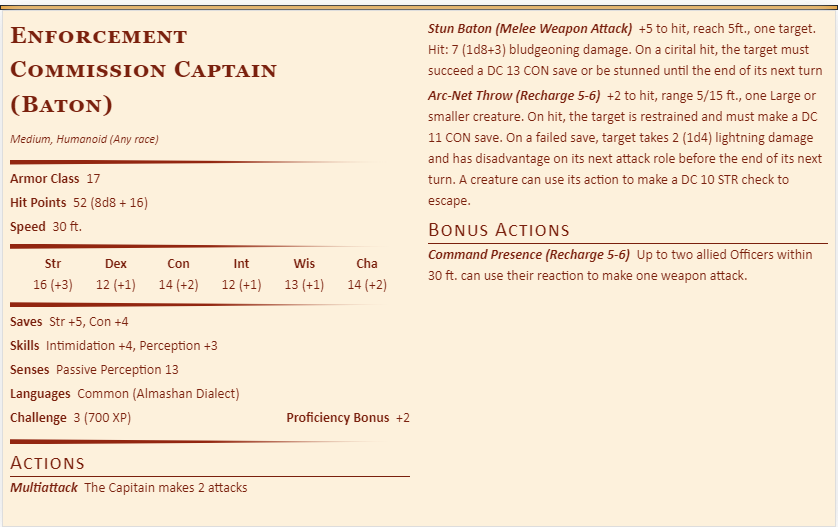 Enforcement
Commission Captain
(Baton)
Medium, Humanoid (Any race)
Armor Class 17
Hit Points 52 (8d8 + 16)
Speed 30 ft.
Str Dex Con Int Wis Cha
16 (+3) 12 (+1) 14 (+2) 12 (+1) 13 (+1) 14 (+2)
Saves Str +5, Con +4
Skills Intimidation +4, Perception +3
Senses Passive Perception 13
Languages Common (Almashan Dialect)
Challenge 3 (700 XP) Proficiency Bonus +2
Actions
Multiattack The Capitain makes 2 attacks
Stun Baton (Melee Weapon Attack) +5 to hit, reach 5ft., one target.
Hit: 7 (1d8+3) bludgeoning damage. On a cirital hit, the target must
succeed a DC 13 CON save or be stunned until the end of its next turn
Arc-Net Throw (Recharge 5-6) +2 to hit, range 5/15 ft., one Large or
smaller creature. On hit, the target is restrained and must make a DC
11 CON save. On a failed save, target takes 2 (1d4) lightning damage
and has disadvantage on its next attack role before the end of its next
turn. A creature can use its action to make a DC 10 STR check to
escape.
Bonus Actions
Command Presence (Recharge 5-6) Up to two allied Officers within
30 ft. can use their reaction to make one weapon attack.